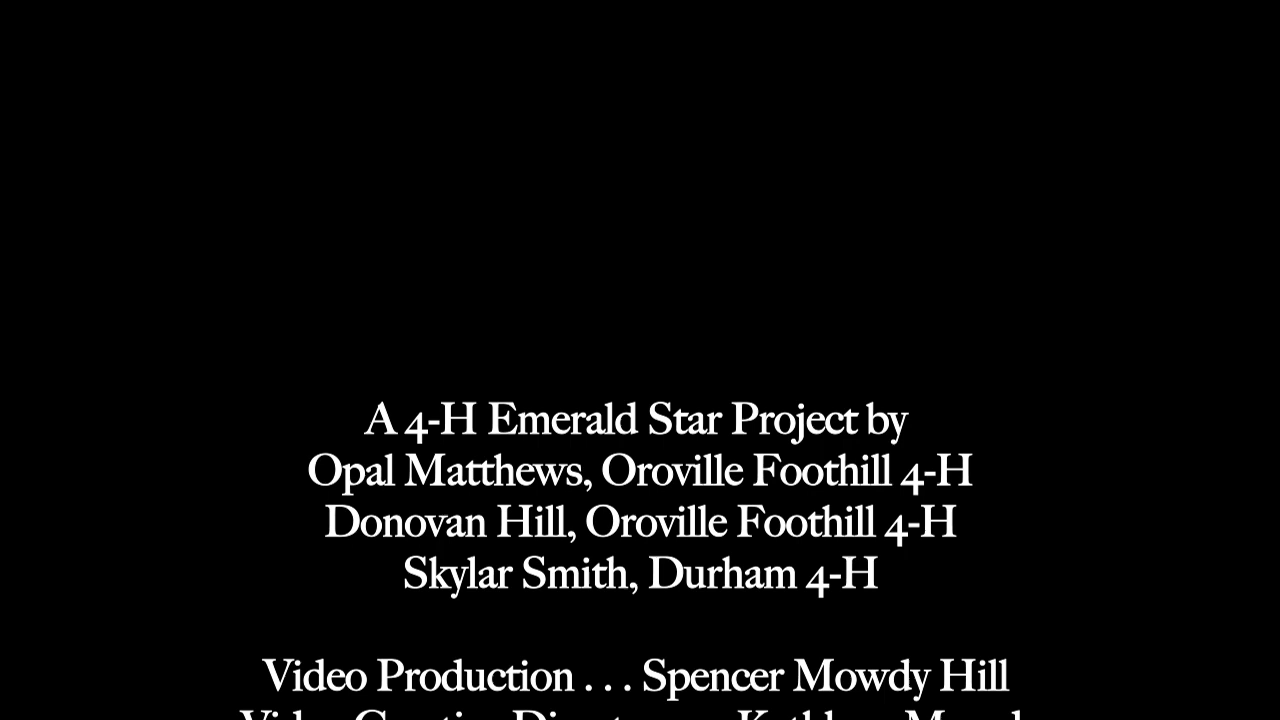 A 4-H Emerald Star Project by
Opal Matthews, Oroville Foothill 4-H
Donovan Hill, Oroville Foothill 4-H
Skylar Smith, Durham 4-H
Video Production . . . Spencer Mowdy Hill